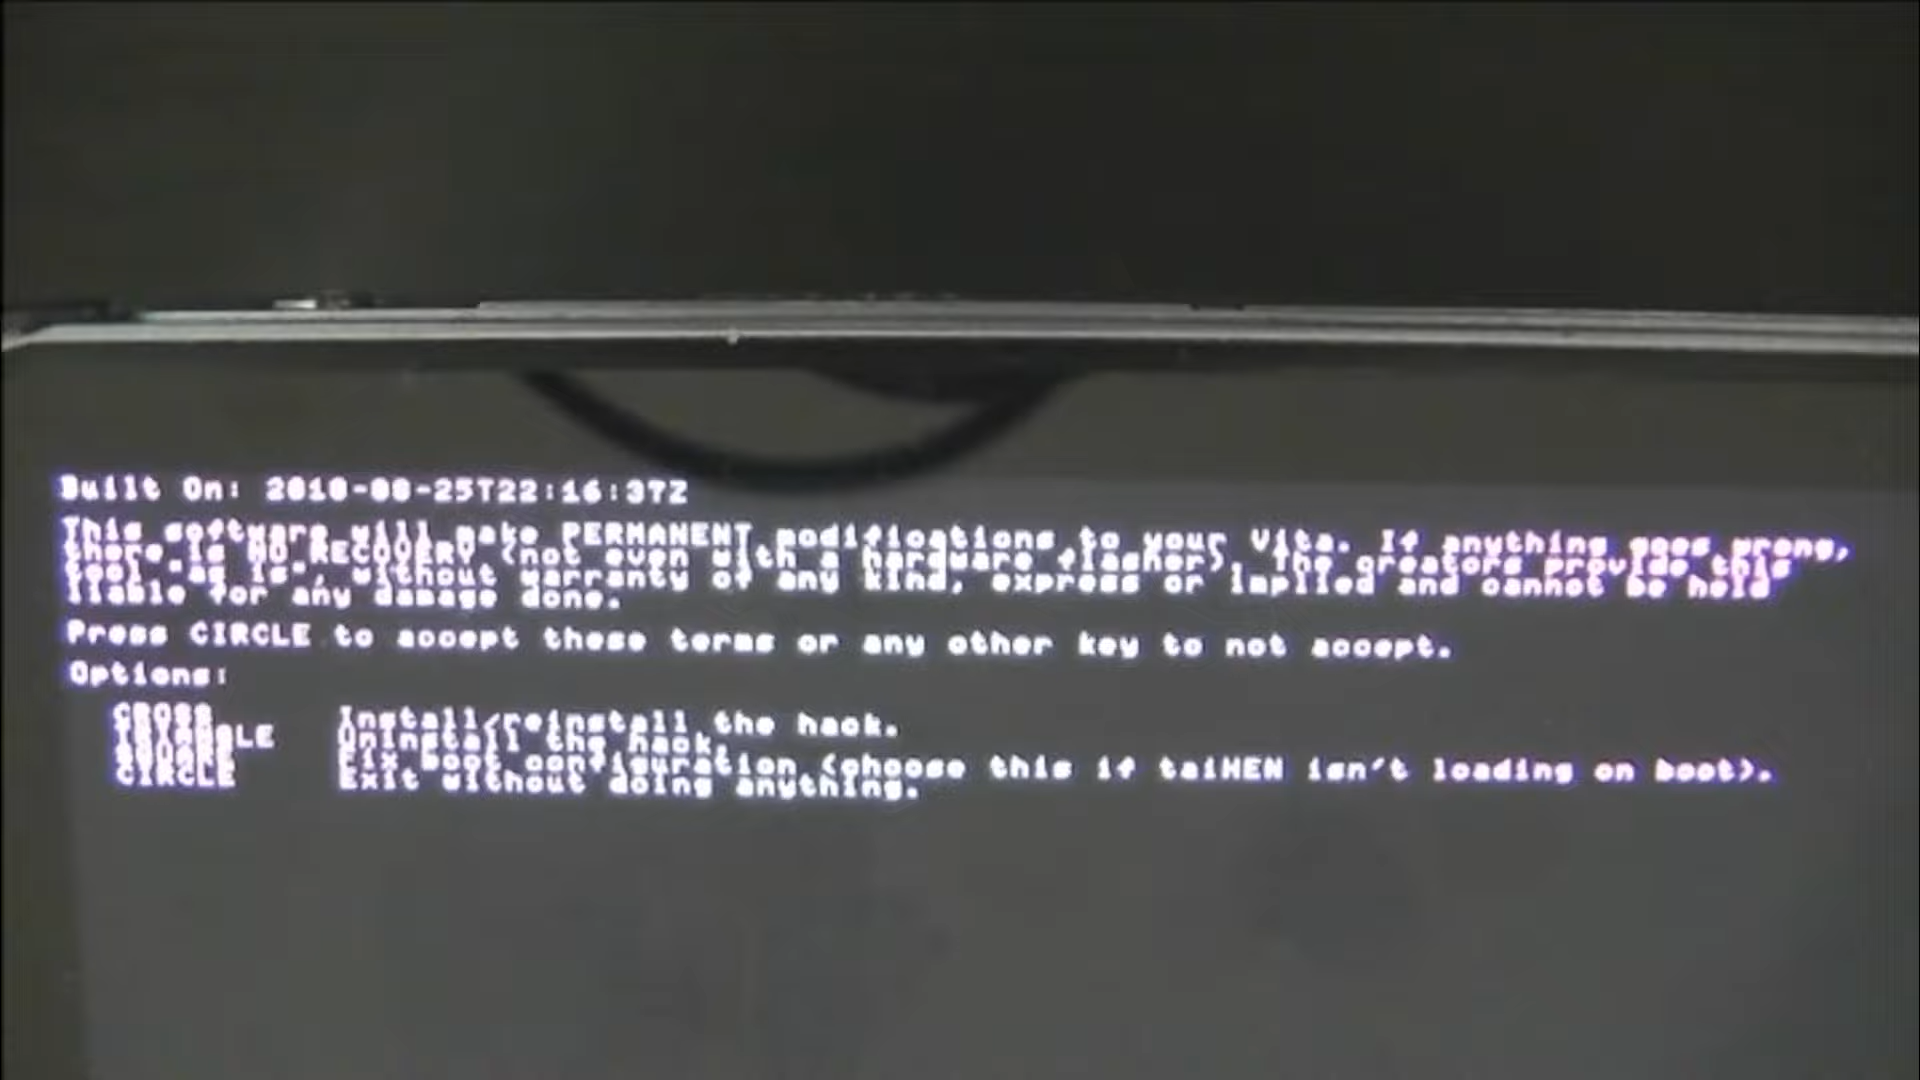 Built On: 2018-08-25T22:16:37Z
This software will make PERMANENT modifications to your Vita. If anything goes wrong,
there is NO RECOVERY (not even with a hardware flasher). The creators provide this
tool "as is", without warranty of any kind, express or implied and cannot be held
liable for any damage done.
Press CIRCLE to accept these terms or any other key to not accept.
Options:
CROSS Install/reinstall the hack.
TRIANGLE Uninstall the hack.
SQUARE Fix boot configuration (choose this if taiHEN isn't loading on boot).
CIRCLE Exit without doing anything.